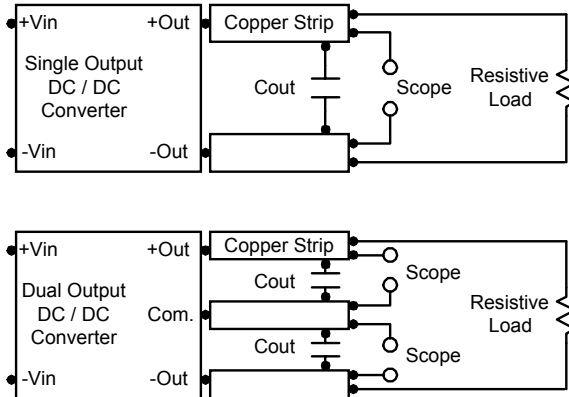 +Vin
+Out
Copper Strip
Single Output
DC / DC
Converter
Cout
Scope
Resistive
Load
-Vin
-Out
+Vin
+Out
Copper Strip
Scope
Cout
Dual Output
DC / DC
Converter
Com.
Resistive
Load
Cout
Scope
-Vin
-Out